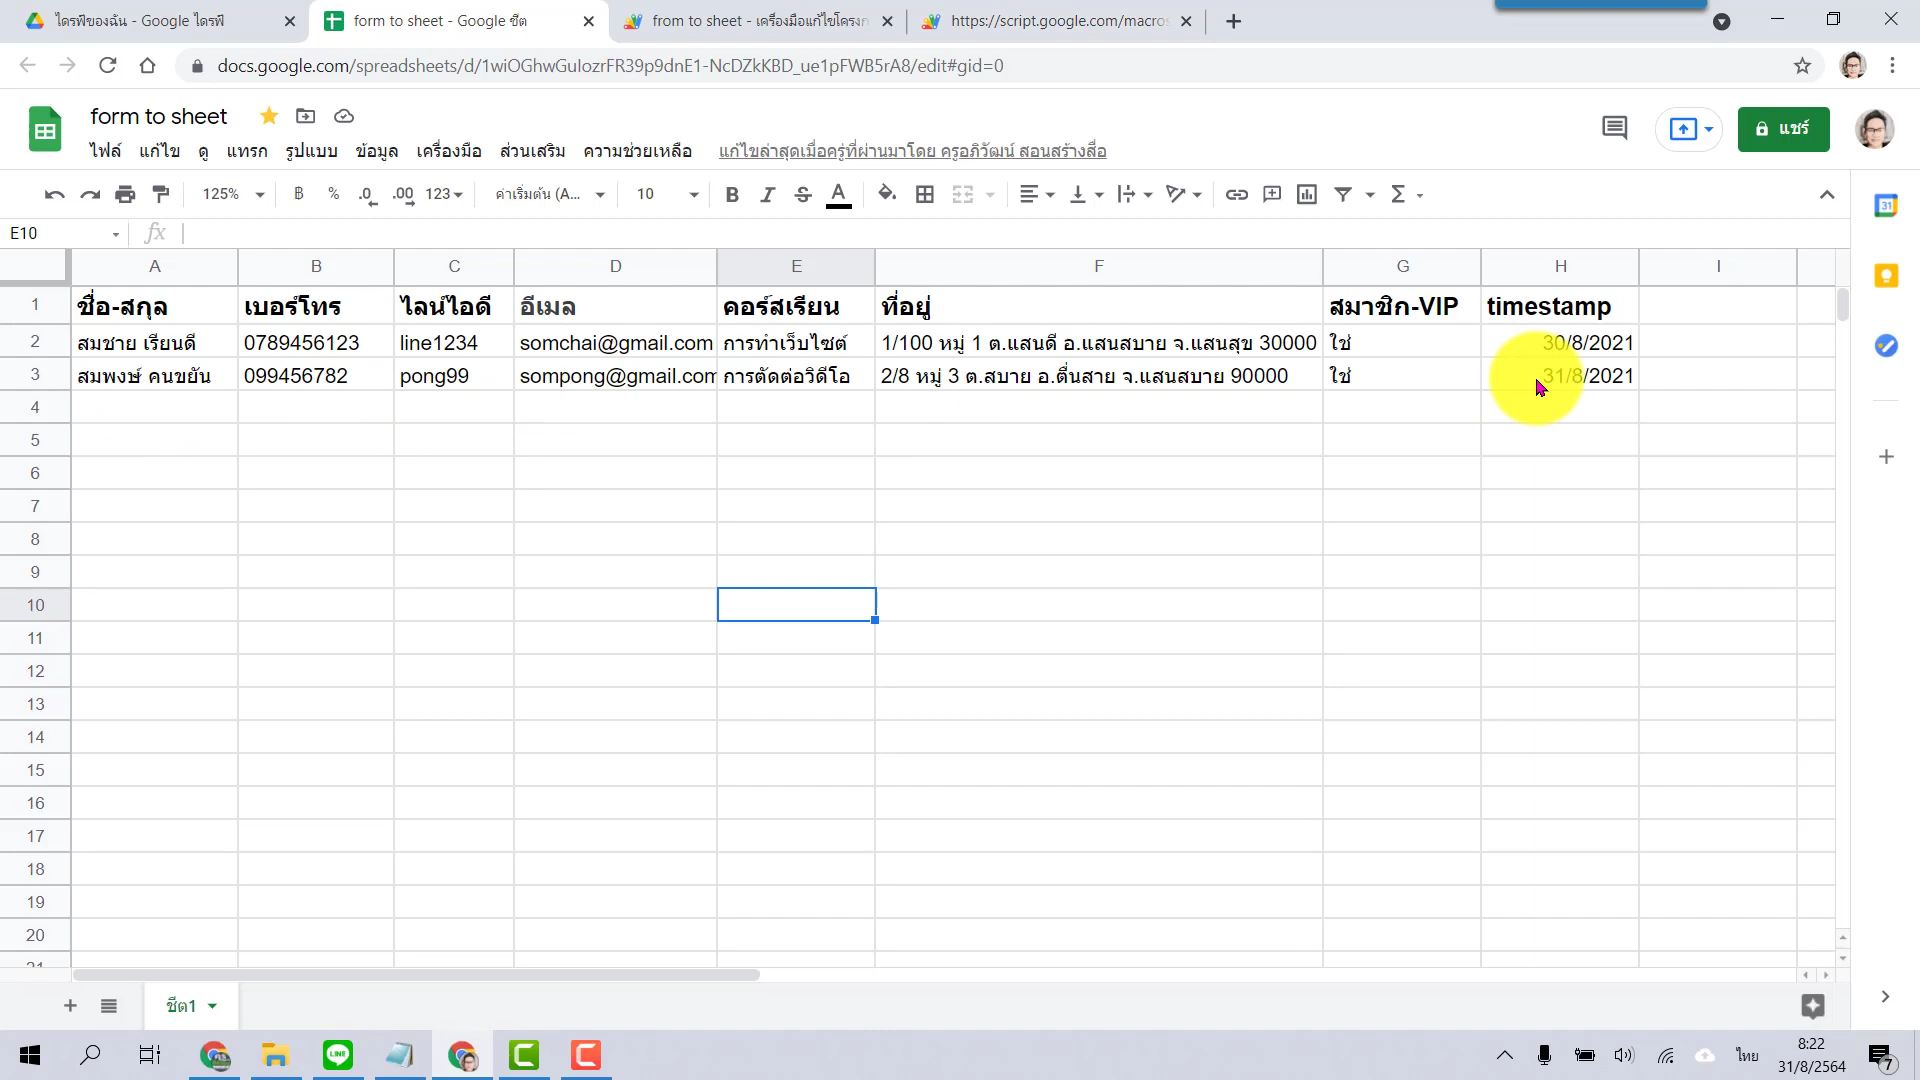 ไดรฟ์ของฉัน - Google ไดรฟ์
form to sheet - Google ชีต
from to sheet - เครื่องมือแก้ไขโครงก
https://script.google.com/macros
docs.google.com/spreadsheets/d/1wiOGhwGuIozrFR39p9dnE1-NcDZkKBD_ue1pFWB5rA8/edit#gid=0
form to sheet
แชร์
ไฟล์ แก้ไข ดู แทรก รูปแบบ ข้อมูล เครื่องมือ ส่วนเสริม ความช่วยเหลือ แก้ไขล่าสุดเมื่อครู่ที่ผ่านมาโดย ครูอภิวัฒน์ สอนสร้างสื่อ
125% ฿ % .0 .00 123 ค่าเริ่มต้น (A... 10 B I S A Σ
31
E10 fx
A B C D E F G H I
1 ชื่อ-สกุล เบอร์โทร ไลน์ไอดี อีเมล คอร์สเรียน ที่อยู่ สมาชิก-VIP timestamp
2 สมชาย เรียนดี 0789456123 line1234 somchai@gmail.com การทำเว็บไซต์ 1/100 หมู่ 1 ต.แสนดี อ.แสนสบาย จ.แสนสุข 30000 ใช่ 30/8/2021
3 สมพงษ์ คนขยัน 099456782 pong99 sompong@gmail.com การตัดต่อวิดีโอ 2/8 หมู่ 3 ต.สบาย อ.ตื่นสาย จ.แสนสบาย 90000 ใช่ 31/8/2021
4
5
6
7
8
9
10
11
12
13
14
15
16
17
18
19
20
21
ชีต1
LINE
ไทย
8:22
31/8/2564
7